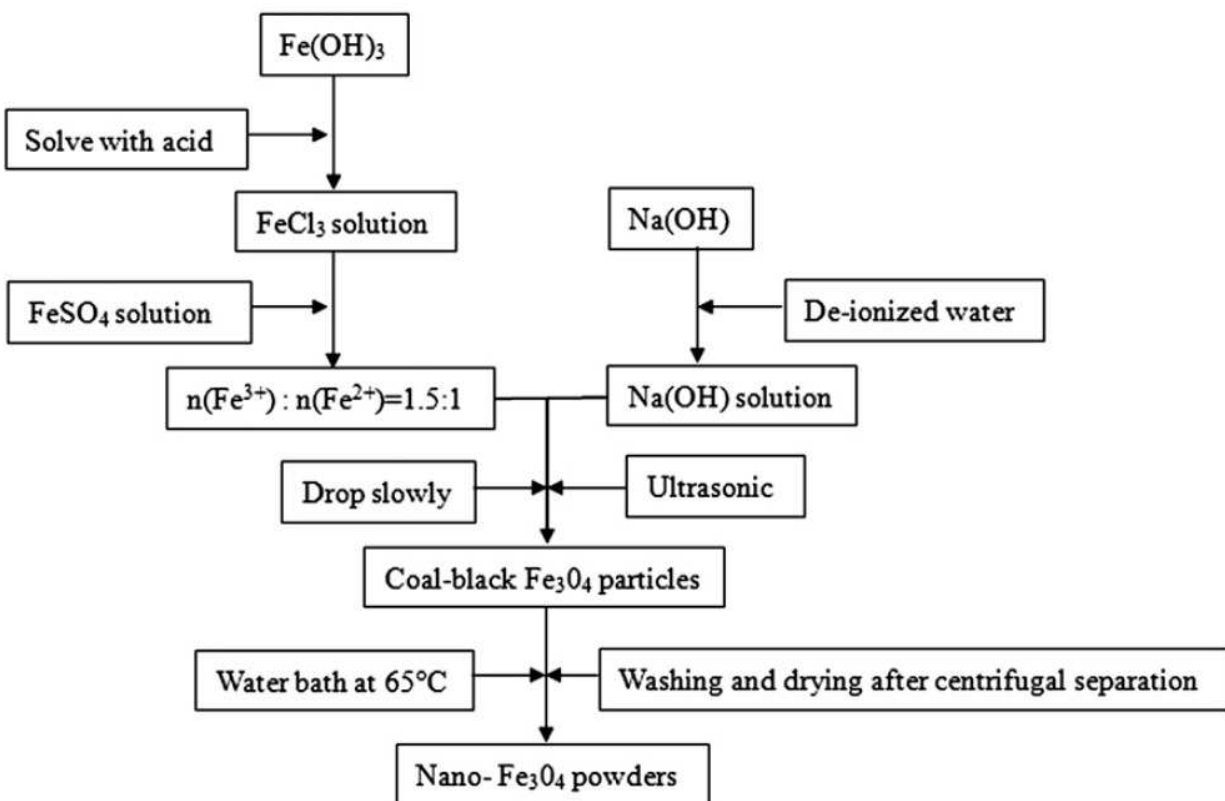 Fe(OH)₃
Solve with acid
FeCl₃ solution
Na(OH)
FeSO₄ solution
De-ionized water
n(Fe³⁺) : n(Fe²⁺)=1.5:1
Na(OH) solution
Drop slowly
Ultrasonic
Coal-black Fe₃0₄ particles
Water bath at 65°C
Washing and drying after centrifugal separation
Nano- Fe₃0₄ powders